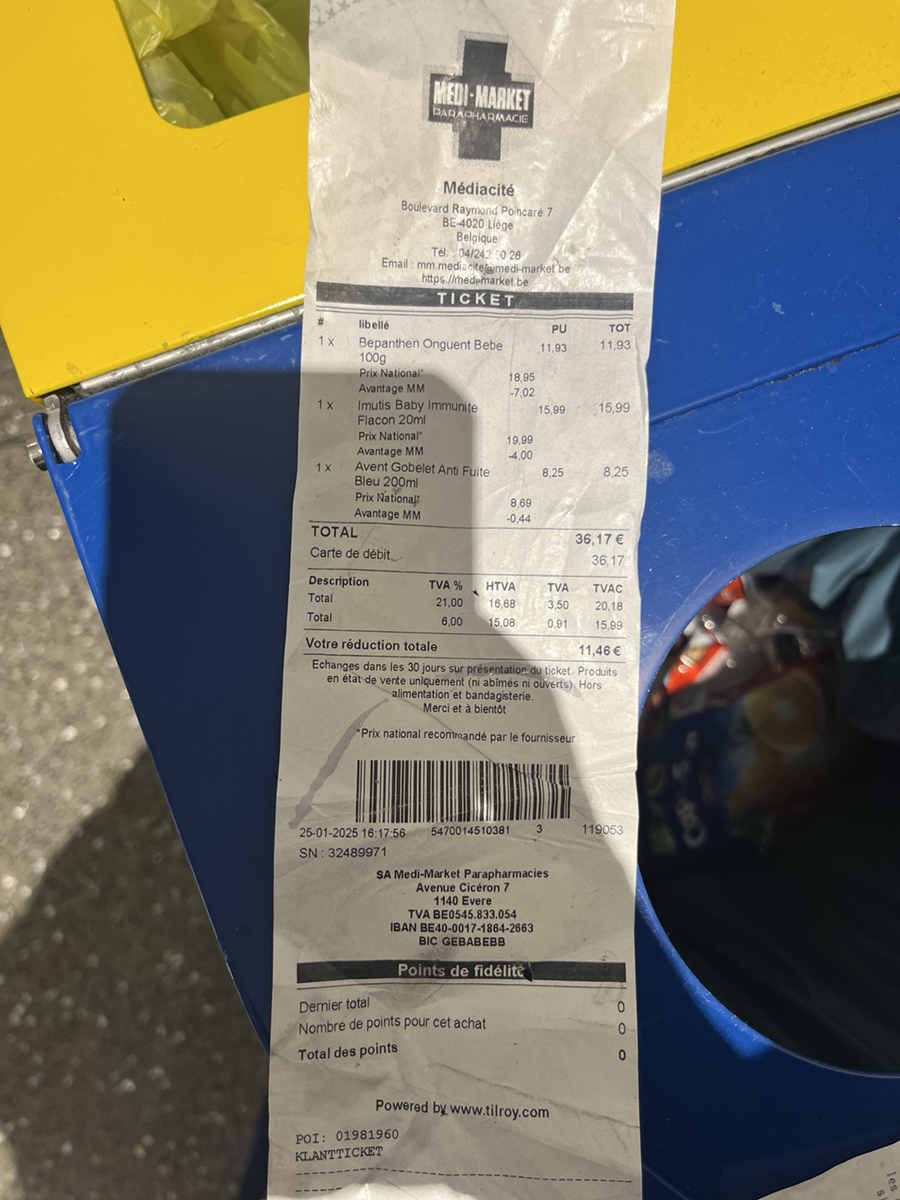 MEDI-MARKET
PARAPHARMACIE
Médiacité
Boulevard Raymond Poincaré 7
BE-4020 Liège
Belgique
Tél. : 04/242 00 26
Email : mm.mediacite@medi-market.be
https://medi-market.be
TICKET
# libellé PU TOT
1 x Bepanthen Onguent Bebe 11,93 11,93
100g
Prix National* 18,95
Avantage MM -7,02
1 x Imutis Baby Immunite 15,99 15,99
Flacon 20ml
Prix National* 19,99
Avantage MM -4,00
1 x Avent Gobelet Anti Fuite 8,25 8,25
Bleu 200ml
Prix National* 8,69
Avantage MM -0,44
TOTAL 36,17 €
Carte de débit 36,17
Description TVA % HTVA TVA TVAC
Total 21,00 16,68 3,50 20,18
Total 6,00 15,08 0,91 15,99
Votre réduction totale 11,46 €
Echanges dans les 30 jours sur présentation du ticket. Produits
en état de vente uniquement (ni abîmés ni ouverts). Hors
alimentation et bandagisterie.
Merci et à bientôt
*Prix national recommandé par le fournisseur
25-01-2025 16:17:56 5470014510381 3 119053
SN : 32489971
SA Medi-Market Parapharmacies
Avenue Cicéron 7
1140 Evere
TVA BE0545.833.054
IBAN BE40-0017-1864-2663
BIC GEBABEBB
Points de fidélité
Dernier total 0
Nombre de points pour cet achat 0
Total des points 0
Powered by www.tilroy.com
POI: 01981960
KLANTTICKET
les